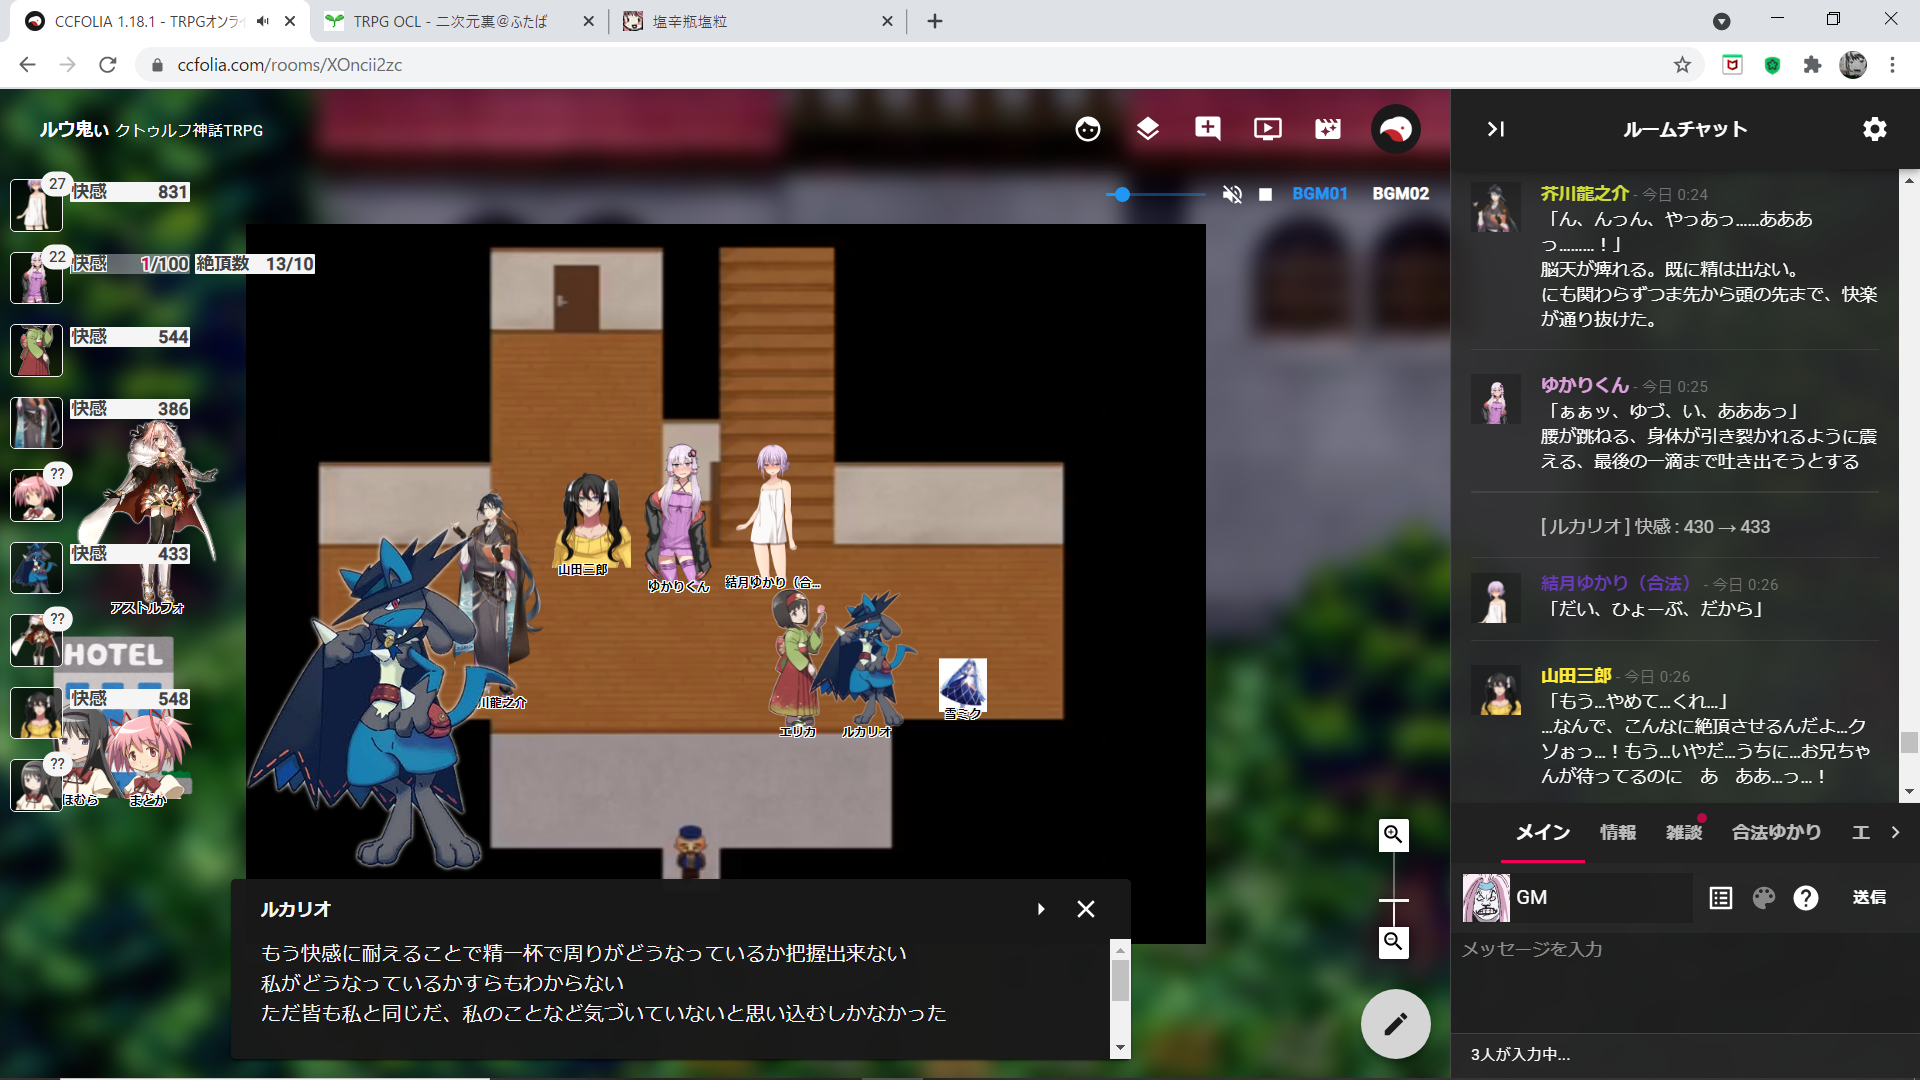 CCFOLIA 1.18.1 - TRPGオンライ
TRPG OCL - 二次元裏＠ふたば
塩辛瓶塩粒
ccfolia.com/rooms/XOncii2zc
ルウ鬼ぃ クトゥルフ神話TRPG
BGM01
BGM02
27
快感 831
22
快感 1/100
絶頂数 13/10
快感 544
快感 386
??
快感 433
アストルフォ
??
HOTEL
快感 548
??
ほむら
まどか
山田三郎
ゆかりくん
結月ゆかり（合...
川龍之介
エリカ
ルカリオ
雪ミク
ルカリオ
もう快感に耐えることで精一杯で周りがどうなっているか把握出来ない
私がどうなっているかすらもわからない
ただ皆も私と同じだ、私のことなど気づいていないと思い込むしかなかった
ルームチャット
芥川龍之介 - 今日 0:24
「ん、んっん、やっあっ……あああ
っ………！」
脳天が痺れる。既に精は出ない。
にも関わらずつま先から頭の先まで、快楽
が通り抜けた。
ゆかりくん - 今日 0:25
「ぁぁッ、ゆづ、い、あああっ」
腰が跳ねる、身体が引き裂かれるように震
える、最後の一滴まで吐き出そうとする
[ ルカリオ ] 快感 : 430 → 433
結月ゆかり（合法） - 今日 0:26
「だい、ひょーぶ、だから」
山田三郎 - 今日 0:26
「もう...やめて...くれ...」
...なんで、こんなに絶頂させるんだよ...ク
ソぉっ...！もう...いやだ...うちに...お兄ちゃ
んが待ってるのに　あ　ああ...っ...！
メイン
情報
雑談
合法ゆかり
エ
GM
送信
メッセージを入力
3人が入力中...